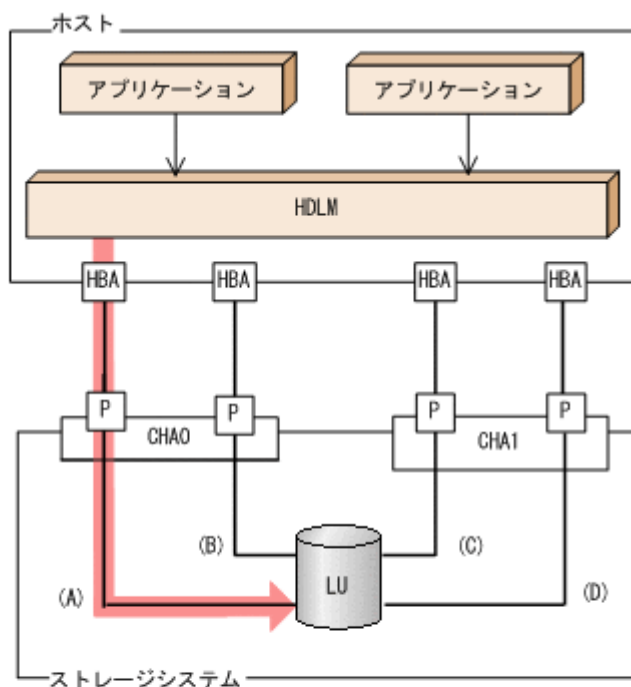 ホスト
アプリケーション
アプリケーション
HDLM
HBA
HBA
HBA
HBA
P
P
P
P
CHA0
CHA1
(B)
(C)
LU
(A)
(D)
ストレージシステム